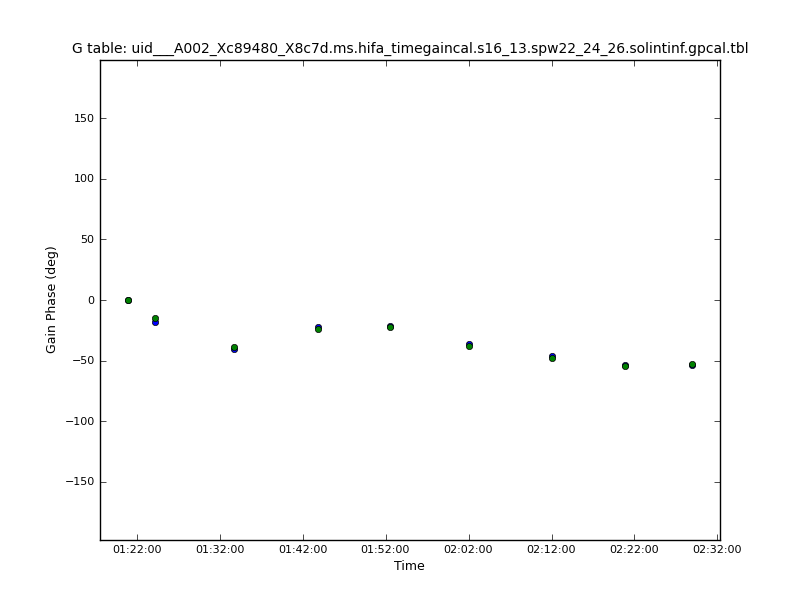 G table: uid___A002_Xc89480_X8c7d.ms.hifa_timegaincal.s16_13.spw22_24_26.solintinf.gpcal.tbl
150
100
50
0
−50
−100
−150
Gain Phase (deg)
01:22:00 01:32:00 01:42:00 01:52:00 02:02:00 02:12:00 02:22:00 02:32:00
Time